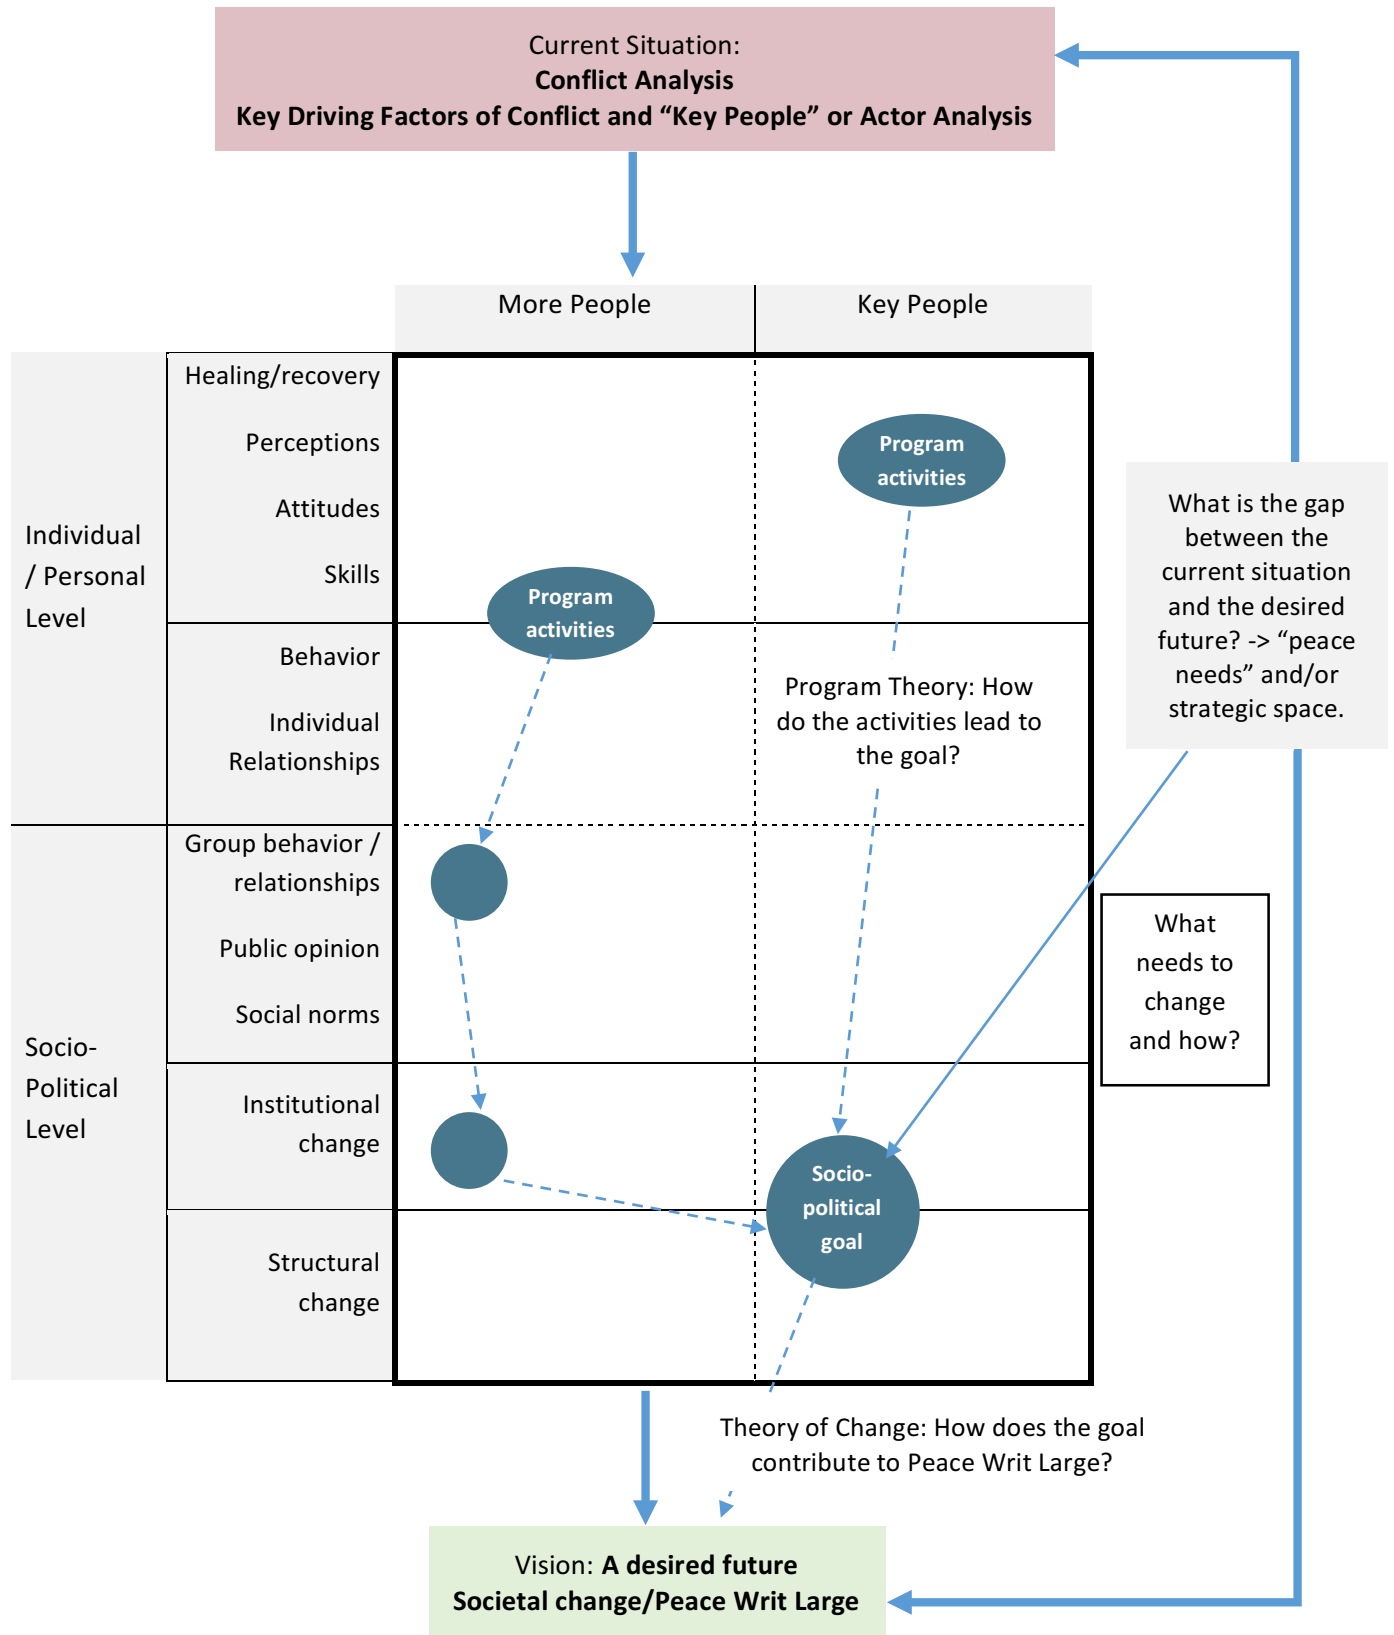 Current Situation:
Conflict Analysis
Key Driving Factors of Conflict and “Key People” or Actor Analysis
More People
Key People
Individual
/ Personal
Level
Healing/recovery
Perceptions
Attitudes
Skills
Behavior
Individual
Relationships
Program
activities
Program
activities
Program Theory: How
do the activities lead to
the goal?
What is the gap
between the
current situation
and the desired
future? -> “peace
needs” and/or
strategic space.
Socio-
Political
Level
Group behavior /
relationships
Public opinion
Social norms
Institutional
change
Structural
change
What
needs to
change
and how?
Socio-
political
goal
Theory of Change: How does the goal
contribute to Peace Writ Large?
Vision: A desired future
Societal change/Peace Writ Large